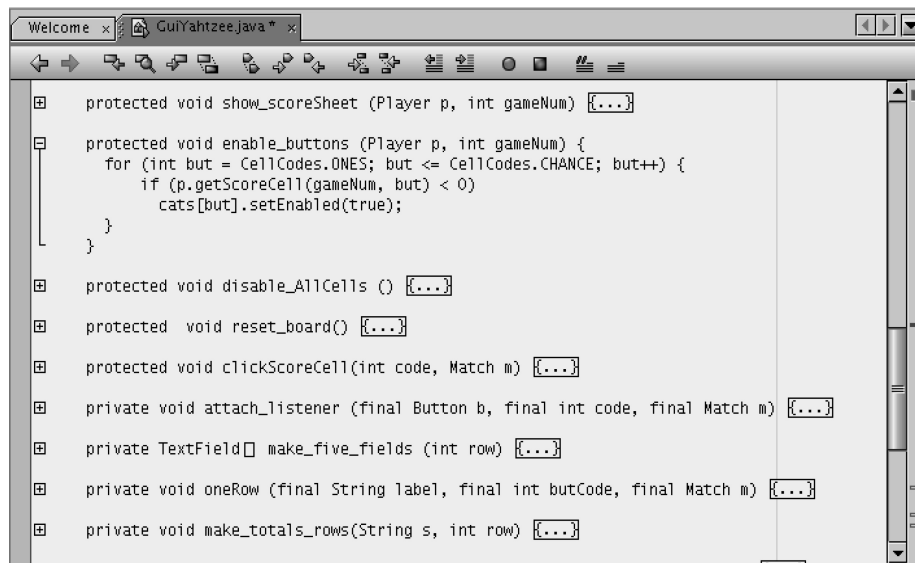 Welcome x GuiYahtzee.java * x
protected void show_scoreSheet (Player p, int gameNum) {...}
protected void enable_buttons (Player p, int gameNum) {
for (int but = CellCodes.ONES; but <= CellCodes.CHANCE; but++) {
if (p.getScoreCell(gameNum, but) < 0)
cats[but].setEnabled(true);
}
}
protected void disable_AllCells () {...}
protected  void reset_board() {...}
protected void clickScoreCell(int code, Match m) {...}
private void attach_listener (final Button b, final int code, final Match m) {...}
private TextField[] make_five_fields (int row) {...}
private void oneRow (final String label, final int butCode, final Match m) {...}
private void make_totals_rows(String s, int row) {...}